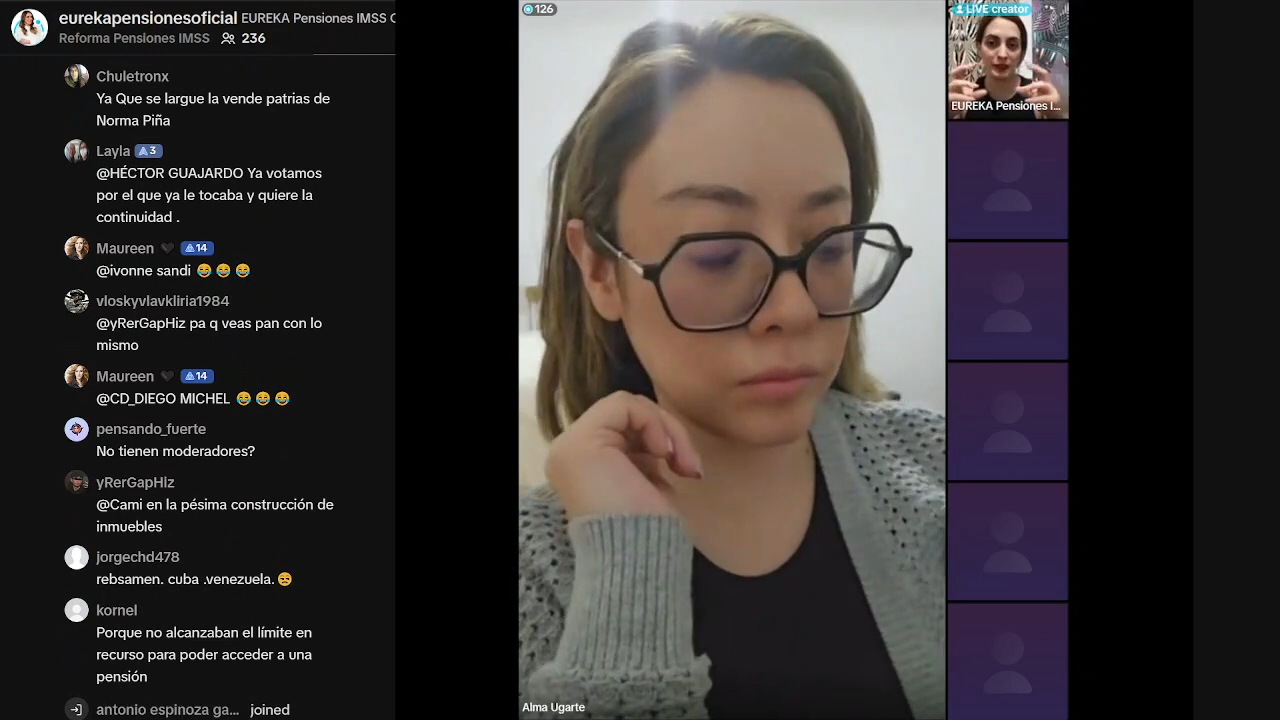 eurekapensionesoficial EUREKA Pensiones IMSS
Reforma Pensiones IMSS 236
Chuletronx
Ya Que se largue la vende patrias de
Norma Piña
Layla 3
@HÉCTOR GUAJARDO Ya votamos
por el que ya le tocaba y quiere la
continuidad .
Maureen 🖤 14
@ivonne sandi 😂 😂 😂
vloskyvlavkliria1984
@yRerGapHiz pa q veas pan con lo
mismo
Maureen 🖤 14
@CD_DIEGO MICHEL 😂 😂 😂
pensando_fuerte
No tienen moderadores?
yRerGapHiz
@Cami en la pésima construcción de
inmuebles
jorgechd478
rebsamen. cuba .venezuela. 😒
kornel
Porque no alcanzaban el límite en
recurso para poder acceder a una
pensión
antonio espinoza ga... joined
126
Alma Ugarte
LIVE creator
EUREKA Pensiones I...